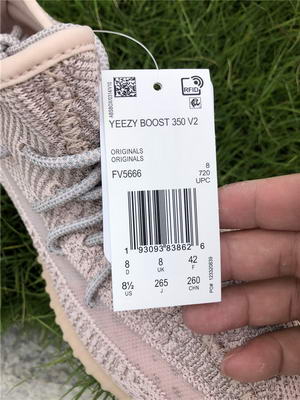 RFID
YEEZY BOOST 350 V2
ORIGINALS
ORIGINALS
8
FV5666
720
UPC
1 93093 83862 6
8 D
8 UK
42 F
8½ US
265 J
260 CHN